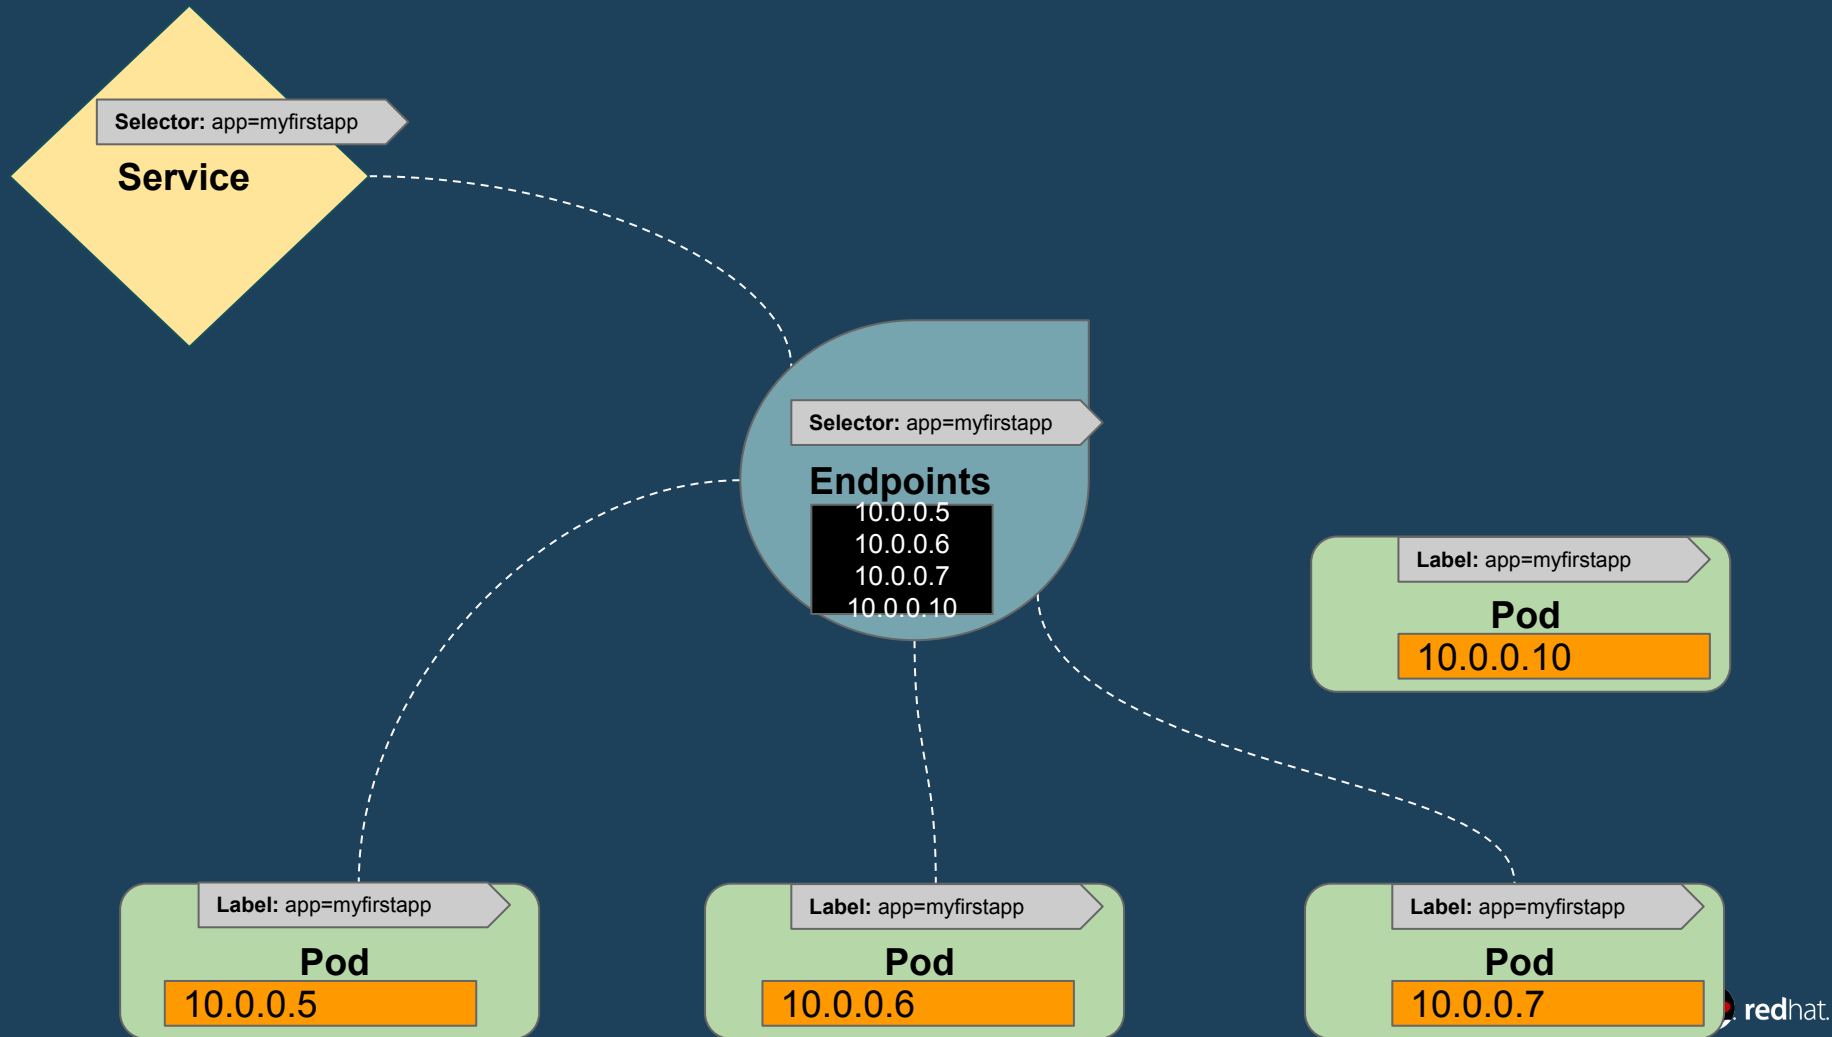 Selector: app=myfirstapp
Service
Selector: app=myfirstapp
Endpoints
10.0.0.5
10.0.0.6
10.0.0.7
10.0.0.10
Label: app=myfirstapp
Pod
10.0.0.10
Label: app=myfirstapp
Pod
10.0.0.5
Label: app=myfirstapp
Pod
10.0.0.6
Label: app=myfirstapp
Pod
10.0.0.7
redhat.